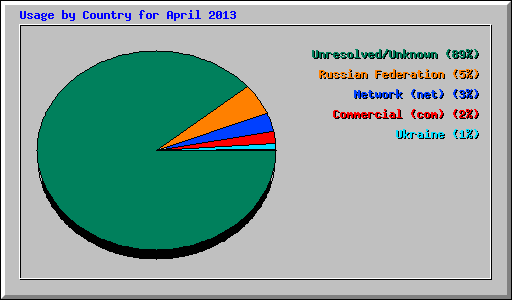 Usage by Country for April 2013
Unresolved/Unknown (89%)
Russian Federation (5%)
Network (net) (3%)
Commercial (com) (2%)
Ukraine (1%)